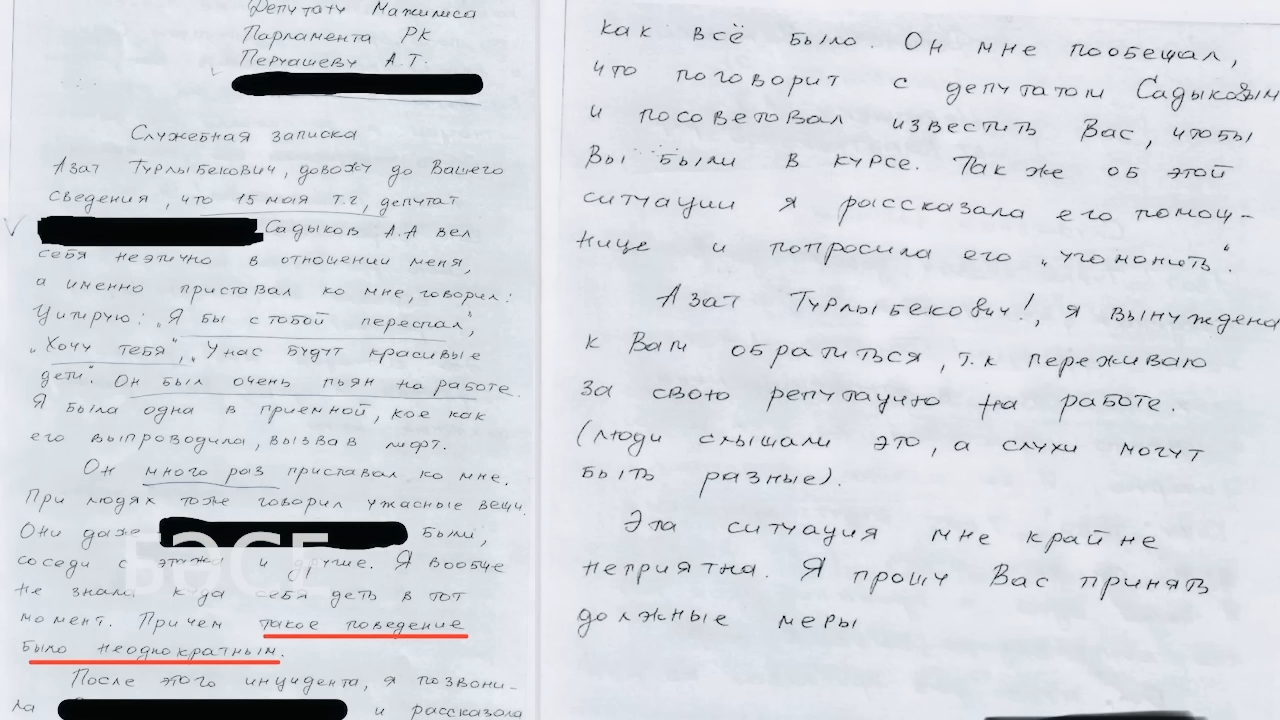 Депутату Мажилиса
Парламента РК
Перуашеву А.Т.
Служебная записка
Азат Турлыбекович, довожу до Вашего
сведения, что 15 мая т.г, депутат
Садыков А.А вел
себя неэтично в отношении меня,
а именно приставал ко мне, говорил:
Цитирую: „Я бы с тобой переспал",
„Хочу тебя", „У нас будут красивые
дети". Он был очень пьян на работе.
Я была одна в приемной, кое как
его выпроводила, вызвав лифт.
Он много раз приставал ко мне.
При людях тоже говорил ужасные вещи.
Они даже были,
соседи с этажа и другие. Я вообще
не знала куда себя деть в тот
момент. Причем такое поведение
было неоднократным.
После этого инцидента, я позвони-
ла и рассказала
БӘСЕ
как всё было. Он мне пообещал,
что поговорит с депутатом Садыковым
и посоветовал известить Вас, чтобы
Вы были в курсе. Так же об этой
ситуации я рассказала его помощ-
нице и попросила его „угомонить".
Азат Турлыбекович!, я вынуждена
к Вам обратиться, т.к переживаю
за свою репутацию на работе.
(люди слышали это, а слухи могут
быть разные).
Эта ситуация мне крайне
неприятна. Я прошу Вас принять
должные меры